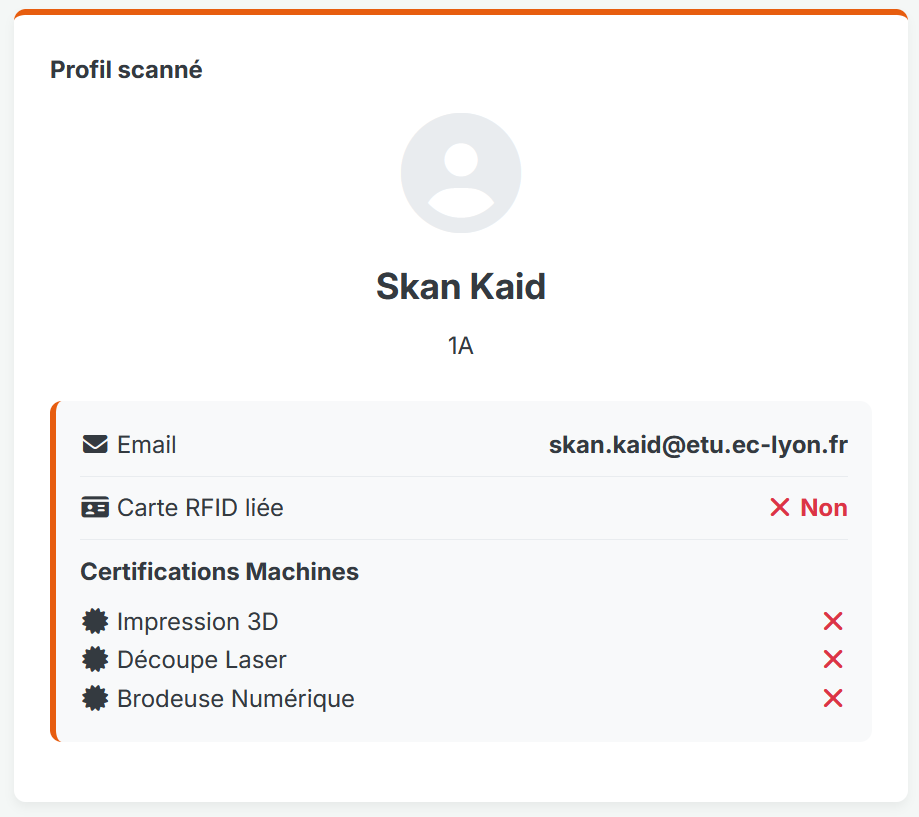 Profil scanné
Skan Kaid
1A
Email skan.kaid@etu.ec-lyon.fr
Carte RFID liée Non
Certifications Machines
Impression 3D
Découpe Laser
Brodeuse Numérique